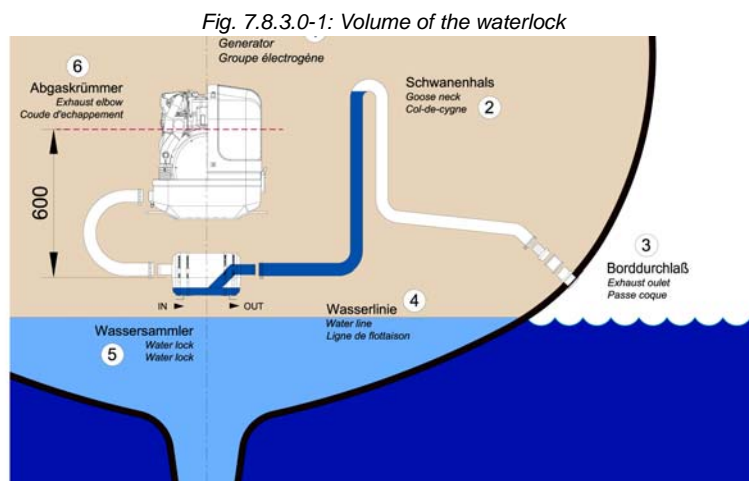 Fig. 7.8.3.0-1: Volume of the waterlock
Generator
Groupe électrogène
6
Abgaskrümmer
Exhaust elbow
Coude d'echappement
Schwanenhals
Goose neck
Col-de-cygne
2
600
3
Borddurchlaß
Exhaust oulet
Passe coque
IN
OUT
Wasserlinie
4
Water line
Ligne de flottaison
Wassersammler
5
Water lock
Water lock